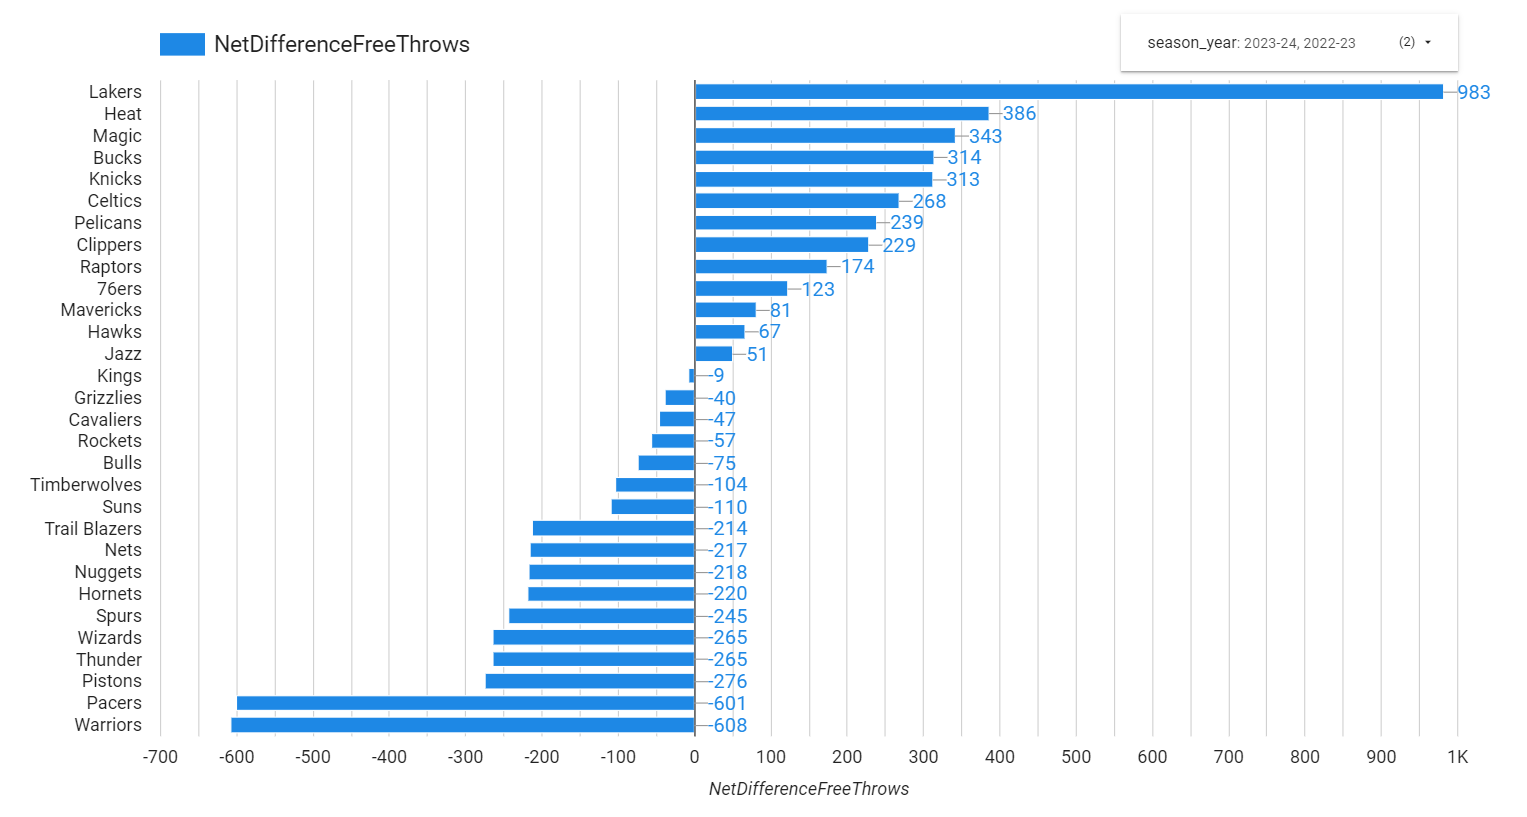 NetDifferenceFreeThrows
season_year: 2023-24, 2022-23 (2)
Lakers 983
Heat 386
Magic 343
Bucks 314
Knicks 313
Celtics 268
Pelicans 239
Clippers 229
Raptors 174
76ers 123
Mavericks 81
Hawks 67
Jazz 51
Kings -9
Grizzlies -40
Cavaliers -47
Rockets -57
Bulls -75
Timberwolves -104
Suns -110
Trail Blazers -214
Nets -217
Nuggets -218
Hornets -220
Spurs -245
Wizards -265
Thunder -265
Pistons -276
Pacers -601
Warriors -608
-700 -600 -500 -400 -300 -200 -100 0 100 200 300 400 500 600 700 800 900 1K
NetDifferenceFreeThrows